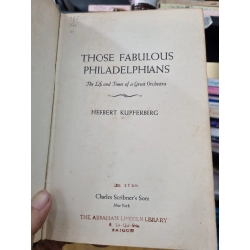 THOSE FABULOUS
PHILADELPHIANS
The Life and Times of a Great Orchestra
HERBERT KUPFERBERG
Charles Scribner's Sons
New York
THE ABRAHAM LINCOLN LIBRARY
SAIGON